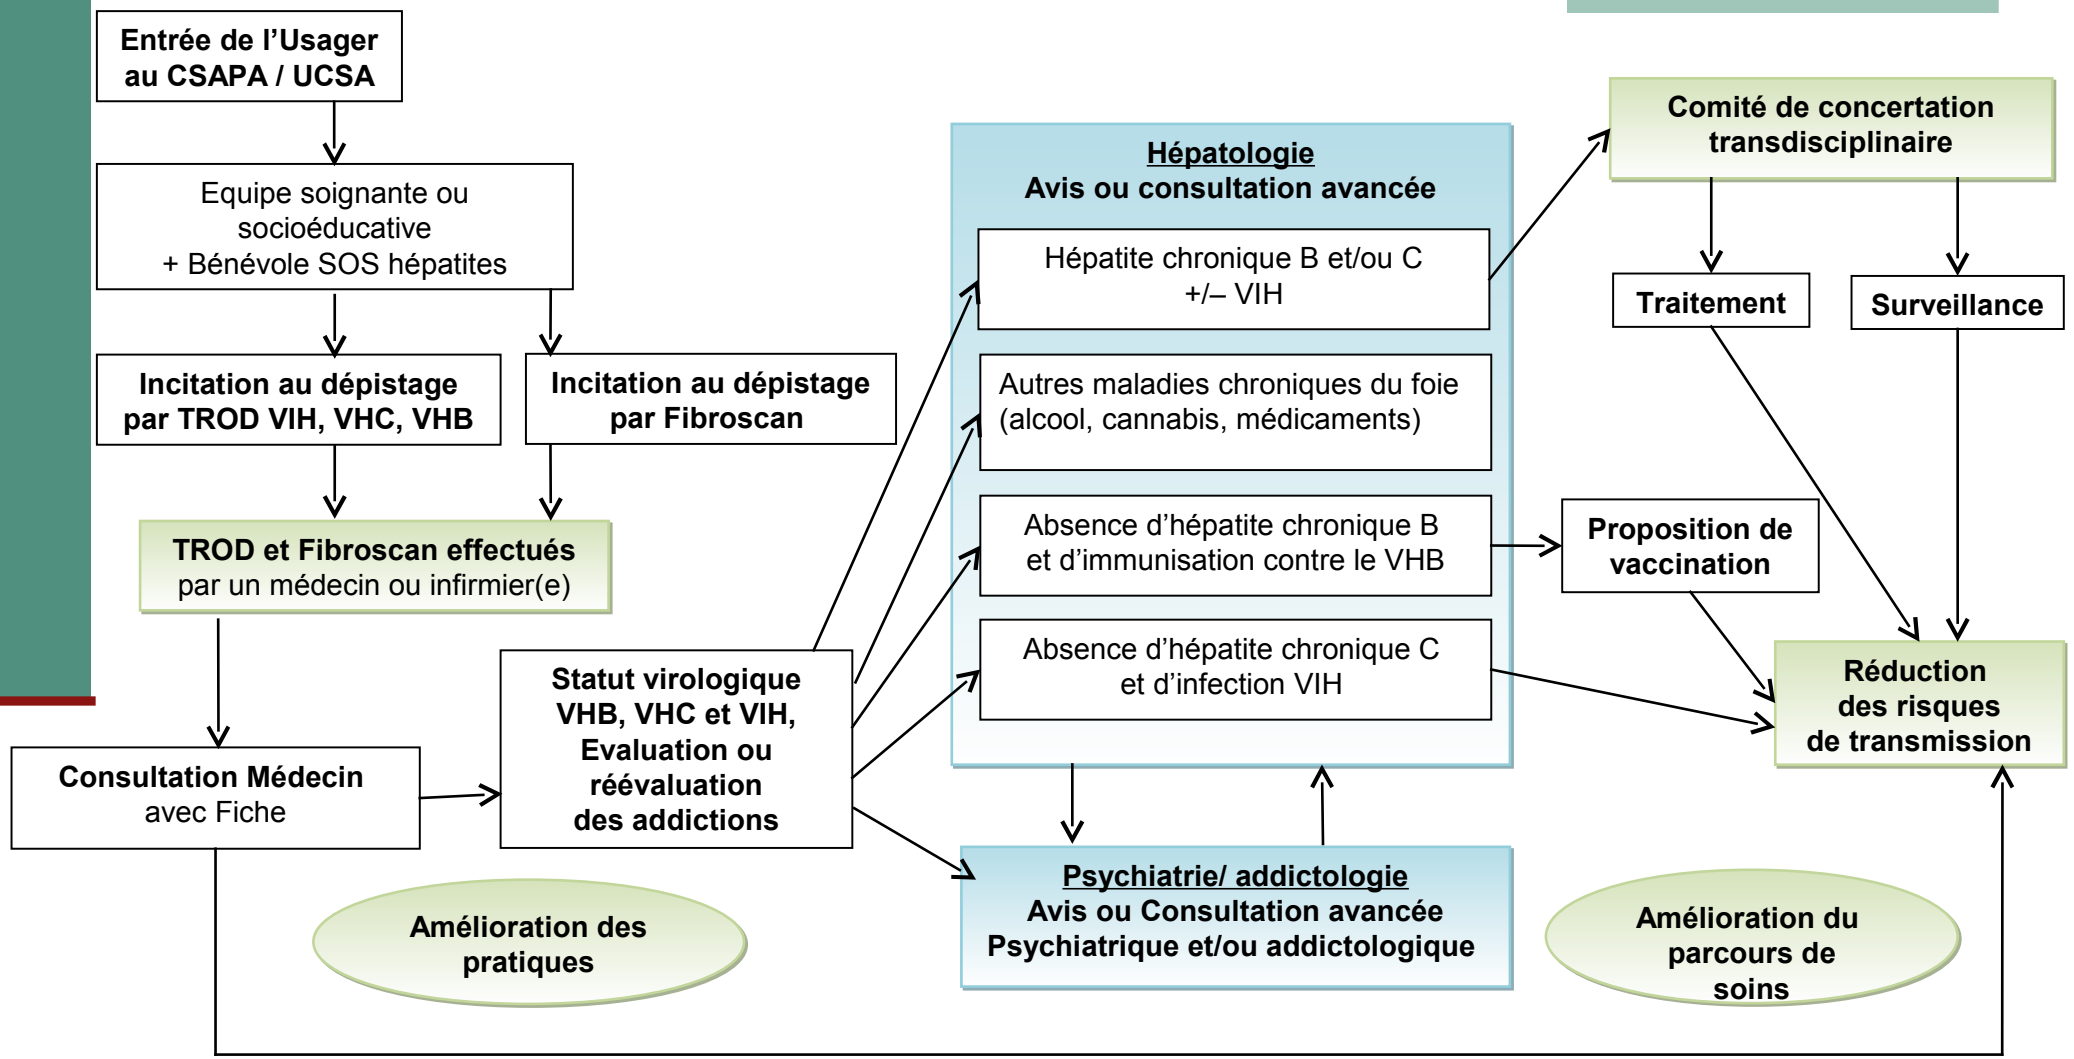 Entrée de l’Usager
au CSAPA / UCSA
Equipe soignante ou
socioéducative
+ Bénévole SOS hépatites
Incitation au dépistage
par TROD VIH, VHC, VHB
Incitation au dépistage
par Fibroscan
TROD et Fibroscan effectués
par un médecin ou infirmier(e)
Consultation Médecin
avec Fiche
Statut virologique
VHB, VHC et VIH,
Evaluation ou
réévaluation
des addictions
Hépatologie
Avis ou consultation avancée
Hépatite chronique B et/ou C
+/– VIH
Autres maladies chroniques du foie
(alcool, cannabis, médicaments)
Absence d’hépatite chronique B
et d’immunisation contre le VHB
Absence d’hépatite chronique C
et d’infection VIH
Psychiatrie/ addictologie
Avis ou Consultation avancée
Psychiatrique et/ou addictologique
Comité de concertation
transdisciplinaire
Traitement
Surveillance
Proposition de
vaccination
Réduction
des risques
de transmission
Amélioration des
pratiques
Amélioration du
parcours de
soins